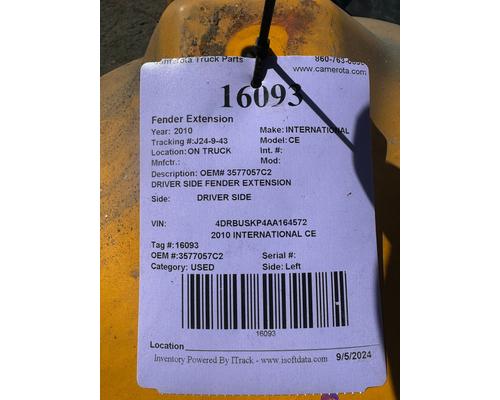 Camerota Truck Parts 860-763-0896
www.camerota.com
16093
Fender Extension
Year: 2010 Make: INTERNATIONAL
Tracking #:J24-9-43 Model: CE
Location: ON TRUCK Int. #:
Mnfctr.: Mod:
Description: OEM# 3577057C2
DRIVER SIDE FENDER EXTENSION
Side: DRIVER SIDE
VIN: 4DRBUSKP4AA164572
2010 INTERNATIONAL CE
Tag #:16093
OEM #:3577057C2 Serial #:
Category: USED Side: Left
16093
Location
Inventory Powered By ITrack - www.isoftdata.com 9/5/2024